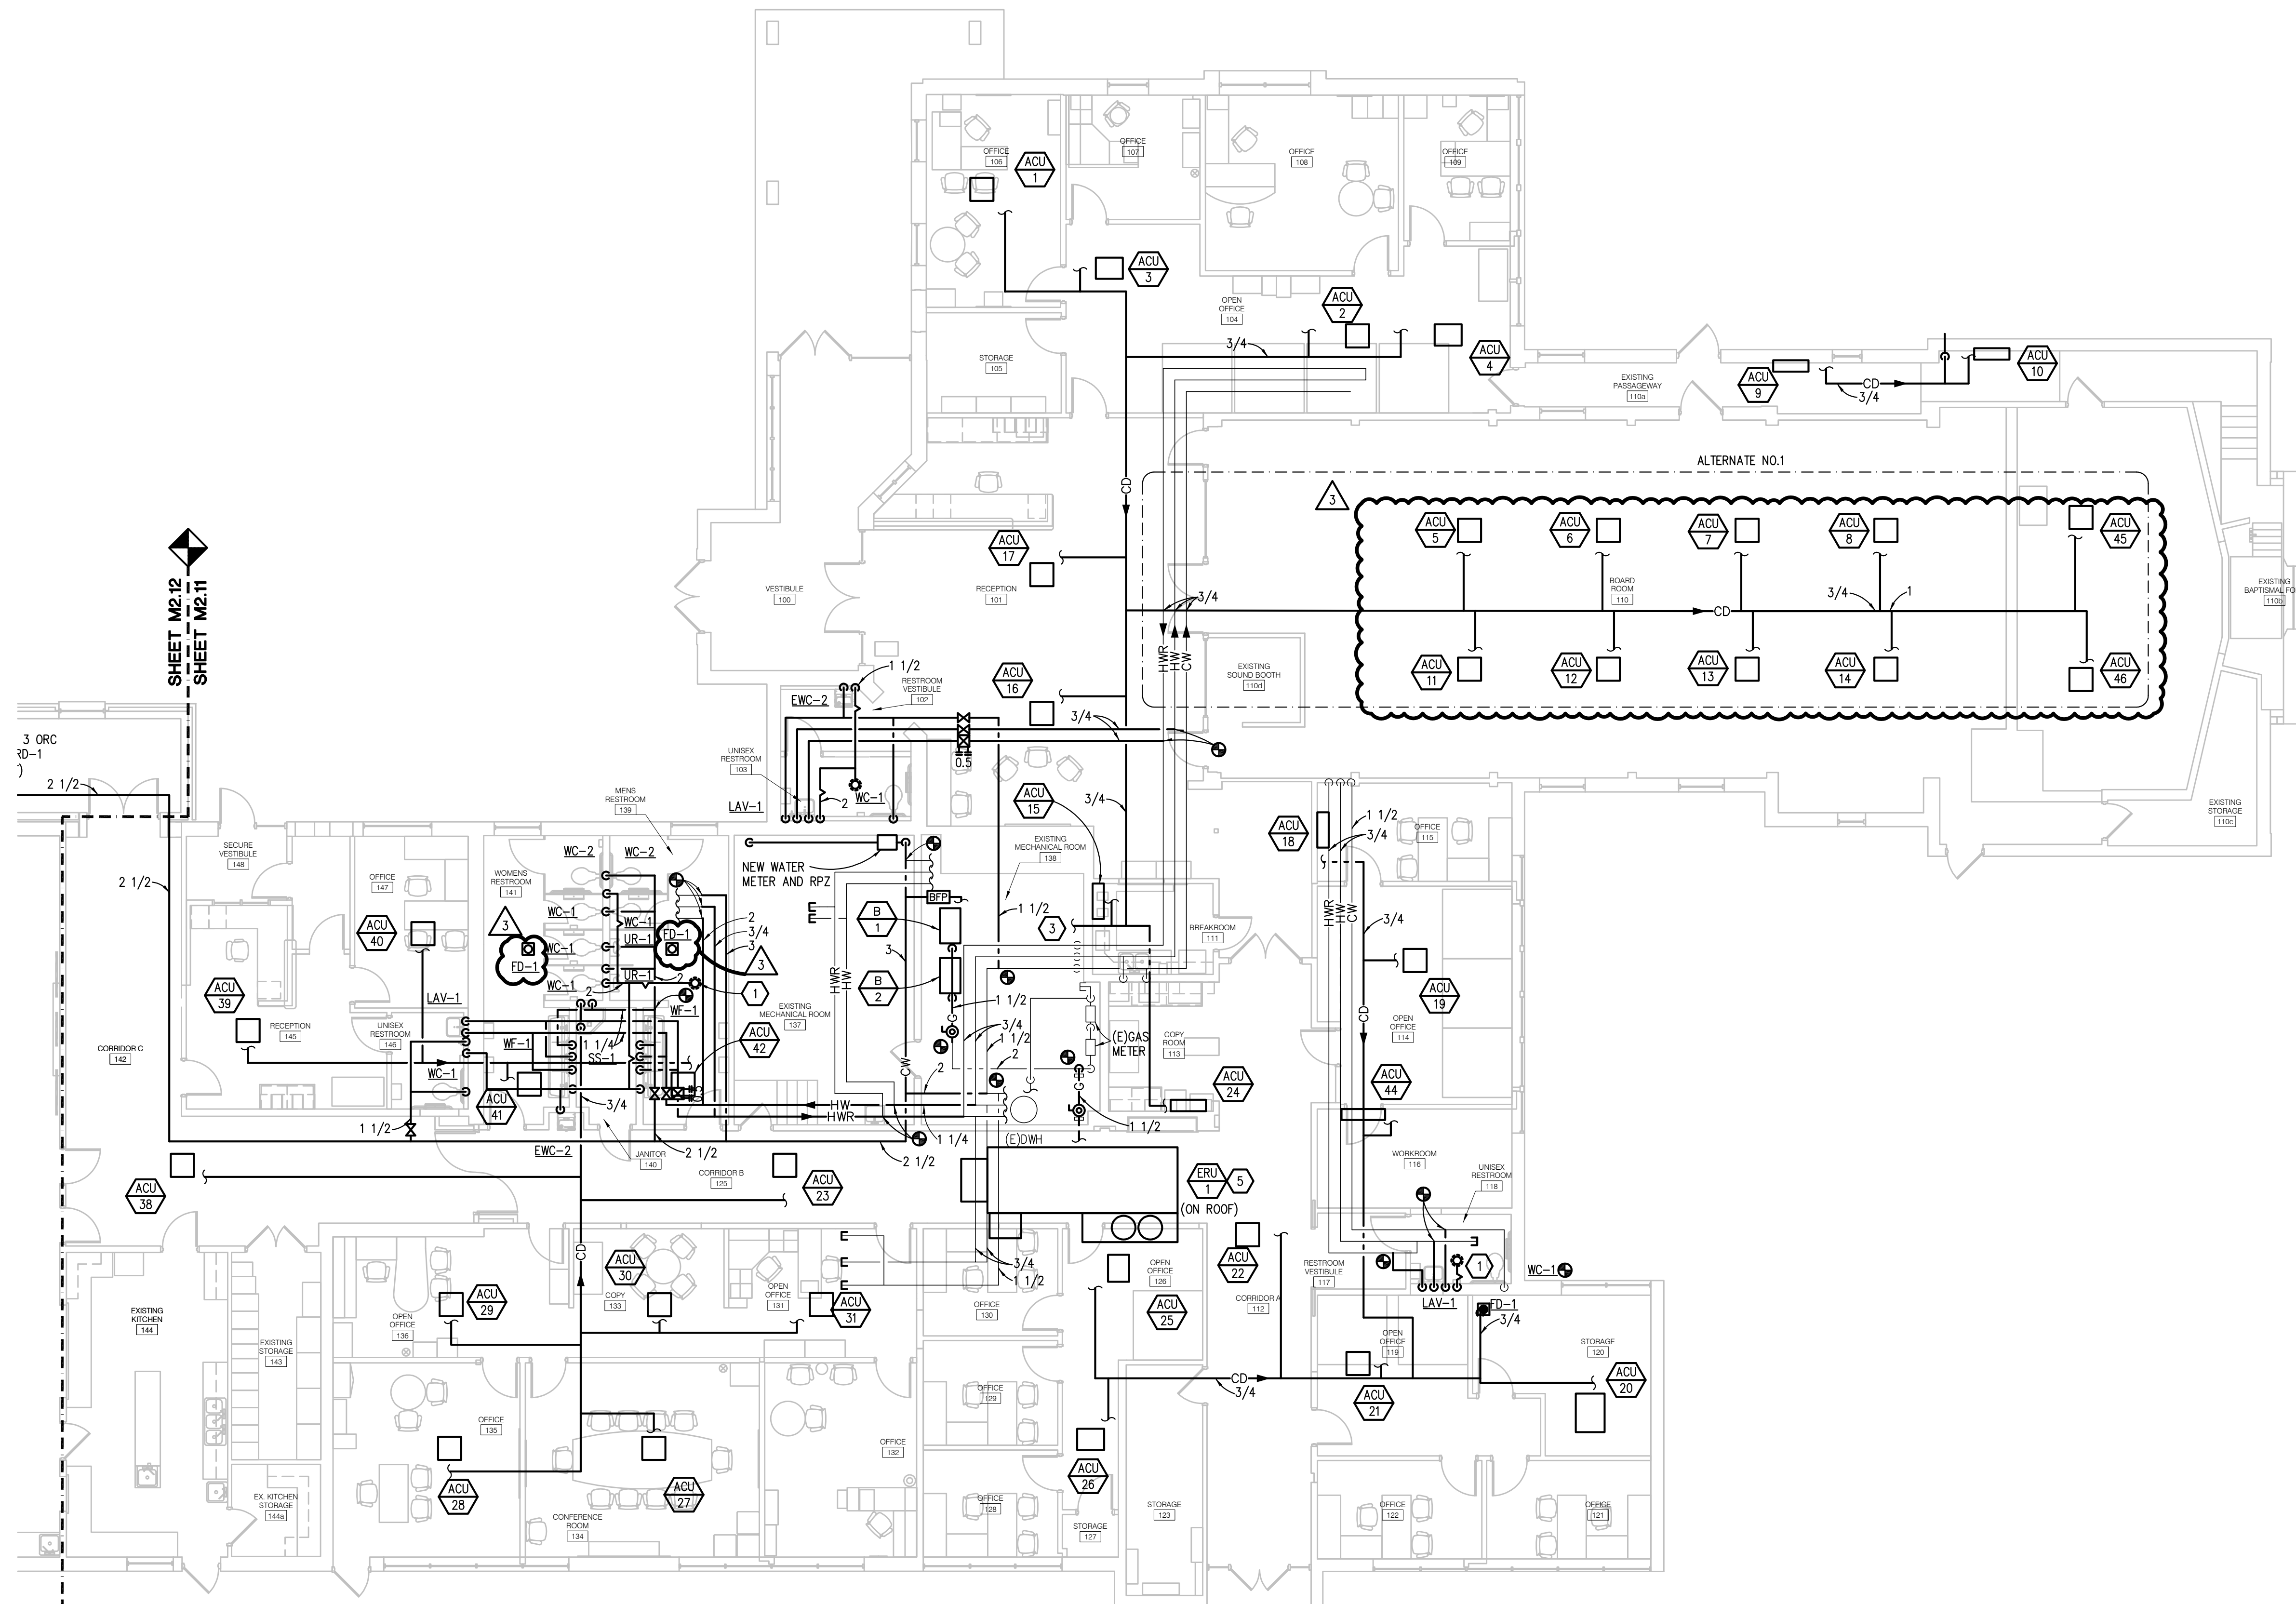 OFFICE
106
ACU
1
OFFICE
107
OFFICE
108
OFFICE
109
ACU
3
OPEN
OFFICE
104
ACU
2
3/4
ACU
4
STORAGE
105
EXISTING
PASSAGEWAY
110a
ACU
9
CD
3/4
ACU
10
CD
ALTERNATE NO.1
3
ACU
5
ACU
6
ACU
7
ACU
8
ACU
45
ACU
17
RECEPTION
101
VESTIBULE
100
3/4
BOARD
ROOM
110
CD
3/4
1
EXISTING
BAPTISMAL FO
110b
SHEET M2.12
SHEET M2.11
HWR
HW
CW
ACU
11
ACU
12
ACU
13
ACU
14
ACU
46
EXISTING
SOUND BOOTH
110d
ACU
16
1 1/2
RESTROOM
VESTIBULE
102
EWC-2
3/4
0.5
UNISEX
RESTROOM
103
LAV-1
2
WC-1
3 ORC
RD-1
)
2 1/2
MENS
RESTROOM
139
ACU
15
3/4
EXISTING
STORAGE
110c
ACU
18
1 1/2
3/4
OFFICE
115
SECURE
VESTIBULE
148
OFFICE
147
2 1/2
WC-2
WC-2
WOMENS
RESTROOM
141
NEW WATER
METER AND RPZ
EXISTING
MECHANICAL ROOM
138
BFP
WC-1
WC-1
2
3/4
3
3
FD-1
WC-1
UR-1
FD-1
3
UR-1
WC-1
2
2
1
WF-1
ACU
40
ACU
39
LAV-1
RECEPTION
145
UNISEX
RESTROOM
146
WF-1
1 1/4
SS-1
WC-1
ACU
41
ACU
42
0.5
EXISTING
MECHANICAL ROOM
137
B
1
B
2
3
HWR
HW
1 1/2
3
BREAKROOM
111
1 1/2
G
3/4
1 1/2
2
(E)GAS
METER
COPY
ROOM
113
CW
2
G
ACU
24
HWR
HW
CW
3/4
ACU
19
OPEN
OFFICE
114
CD
ACU
44
CORRIDOR C
142
3/4
1 1/2
HW
HWR
1 1/4
(E)DWH
1 1/2
EWC-2
JANITOR
140
2 1/2
2 1/2
CORRIDOR B
125
ACU
38
ACU
23
ERU
1
5
(ON ROOF)
WORKROOM
116
UNISEX
RESTROOM
118
CD
ACU
30
COPY
133
OPEN
OFFICE
131
ACU
31
ACU
29
OPEN
OFFICE
136
EXISTING
KITCHEN
144
EXISTING
STORAGE
143
3/4
1 1/2
OFFICE
130
OPEN
OFFICE
126
ACU
25
ACU
22
CORRIDOR A
112
RESTROOM
VESTIBULE
117
1
WC-1
LAV-1
FD-1
3/4
OPEN
OFFICE
119
STORAGE
120
ACU
20
ACU
21
CD
3/4
OFFICE
129
OFFICE
135
OFFICE
132
ACU
28
ACU
27
ACU
26
EX. KITCHEN
STORAGE
144a
CONFERENCE
ROOM
134
OFFICE
128
STORAGE
127
STORAGE
123
OFFICE
122
OFFICE
121